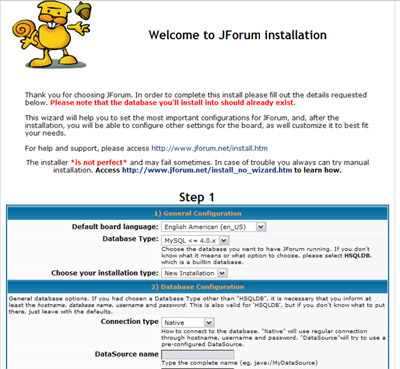 Welcome to JForum installation
Thank you for choosing JForum. In order to complete this install please fill out the details requested
below. Please note that the database you'll install into should already exist.
This wizard will help you to set the most important configurations for JForum, and, after the
installation, you will be able to configure other settings for the board, as well customize it to best fit
your needs.
For help and support, please access http://www.jforum.net/install.htm
The installer *is not perfect* and may fail sometimes. In case of trouble you always can try manual
installation. Access http://www.jforum.net/install_no_wizard.htm to learn how.
Step 1
1) General Configuration
Default board language: English American (en_US)
Database Type: MySQL <= 4.0.x
Choose the database you want to have JForum running. If you don't
know what it means or what option to choose, please select HSQLDB,
which is a builtin database.
Choose your installation type: New Installation
2) Database Configuration
General database options. If you had chosen a Database Type other than "HSQLDB", it is necessary that you inform at
least the hostname, database name, username and password. This is also valid for 'HSQLDB', but if you don't know what to put
there, just leave with the defaults.
Connection type Native
How to connect to the database. "Native" will use regular connection
through hostname, username and password. "DataSource"will try to use a
pre-configured DataSource.
DataSource name
Type the complete name (eg. java:/MyDataSource)